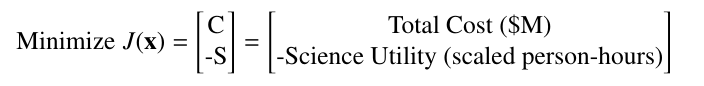 Minimize J(x) = [C -S] = [Total Cost ($M)
-Science Utility (scaled person-hours)]